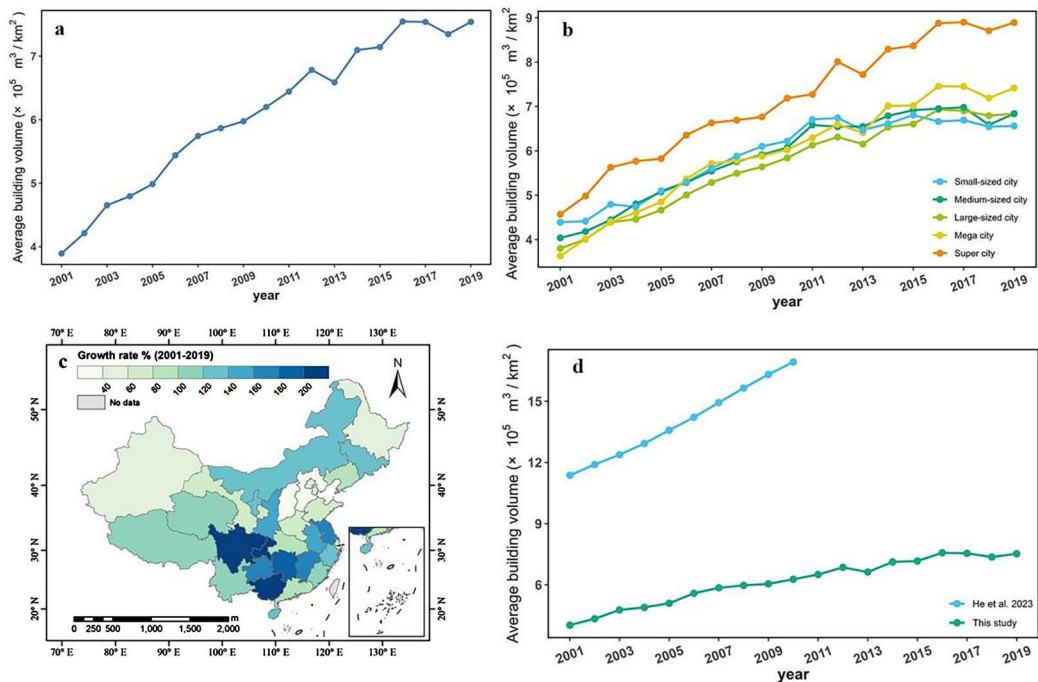 a
Average building volume (× 10⁵ m³ / km²)
7
6
5
4
2001 2003 2005 2007 2009 2011 2013 2015 2017 2019
year
b
Average building volume (× 10⁵ m³ / km²)
9
8
7
6
5
4
Small-sized city
Medium-sized city
Large-sized city
Mega city
Super city
2001 2003 2005 2007 2009 2011 2013 2015 2017 2019
year
70° E 80° E 90° E 100° E 110° E 120° E 130° E
c
Growth rate % (2001-2019)
40 60 80 100 120 140 160 180 200
No data
N
50° N
40° N
30° N
20° N
50° N
40° N
30° N
20° N
0 250 500 1,000 1,500 2,000
m
70° E 80° E 90° E 100° E 110° E 120° E 130° E
d
Average building volume (× 10⁵ m³ / km²)
15
12
9
6
He et al. 2023
This study
2001 2003 2005 2007 2009 2011 2013 2015 2017 2019
year